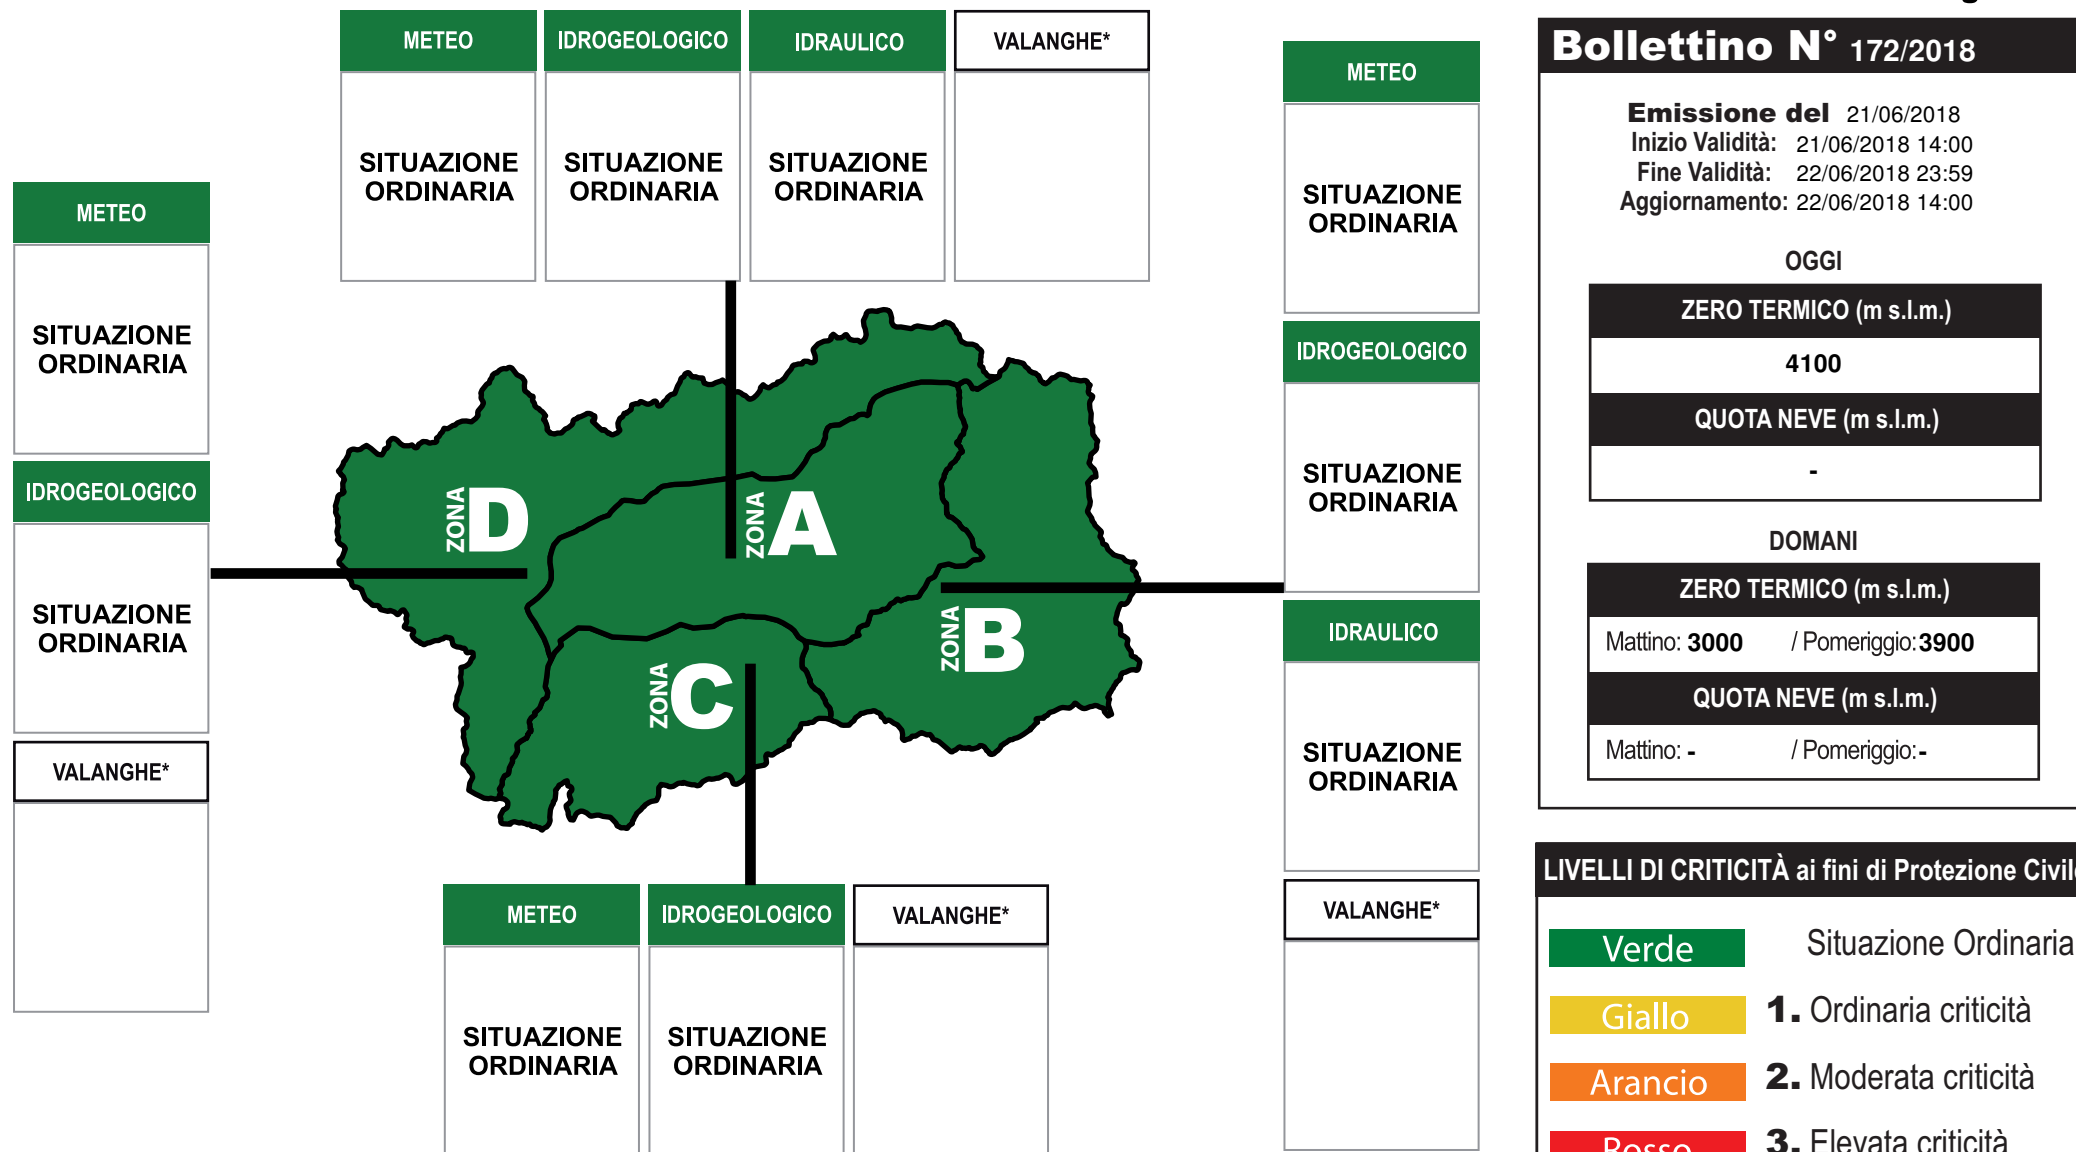 METEO
IDROGEOLOGICO
IDRAULICO
VALANGHE*
SITUAZIONE
ORDINARIA
SITUAZIONE
ORDINARIA
SITUAZIONE
ORDINARIA
METEO
SITUAZIONE
ORDINARIA
IDROGEOLOGICO
SITUAZIONE
ORDINARIA
VALANGHE*
ZONA D
ZONA A
ZONA B
ZONA C
METEO
SITUAZIONE
ORDINARIA
IDROGEOLOGICO
SITUAZIONE
ORDINARIA
IDRAULICO
SITUAZIONE
ORDINARIA
VALANGHE*
METEO
IDROGEOLOGICO
VALANGHE*
SITUAZIONE
ORDINARIA
SITUAZIONE
ORDINARIA
Bollettino N° 172/2018
Emissione del 21/06/2018
Inizio Validità: 21/06/2018 14:00
Fine Validità: 22/06/2018 23:59
Aggiornamento: 22/06/2018 14:00
OGGI
ZERO TERMICO (m s.l.m.)
4100
QUOTA NEVE (m s.l.m.)
-
DOMANI
ZERO TERMICO (m s.l.m.)
Mattino: 3000 / Pomeriggio: 3900
QUOTA NEVE (m s.l.m.)
Mattino: - / Pomeriggio: -
LIVELLI DI CRITICITÀ ai fini di Protezione Civile
Verde Situazione Ordinaria
Giallo 1. Ordinaria criticità
Arancio 2. Moderata criticità
Rosso 3. Elevata criticità